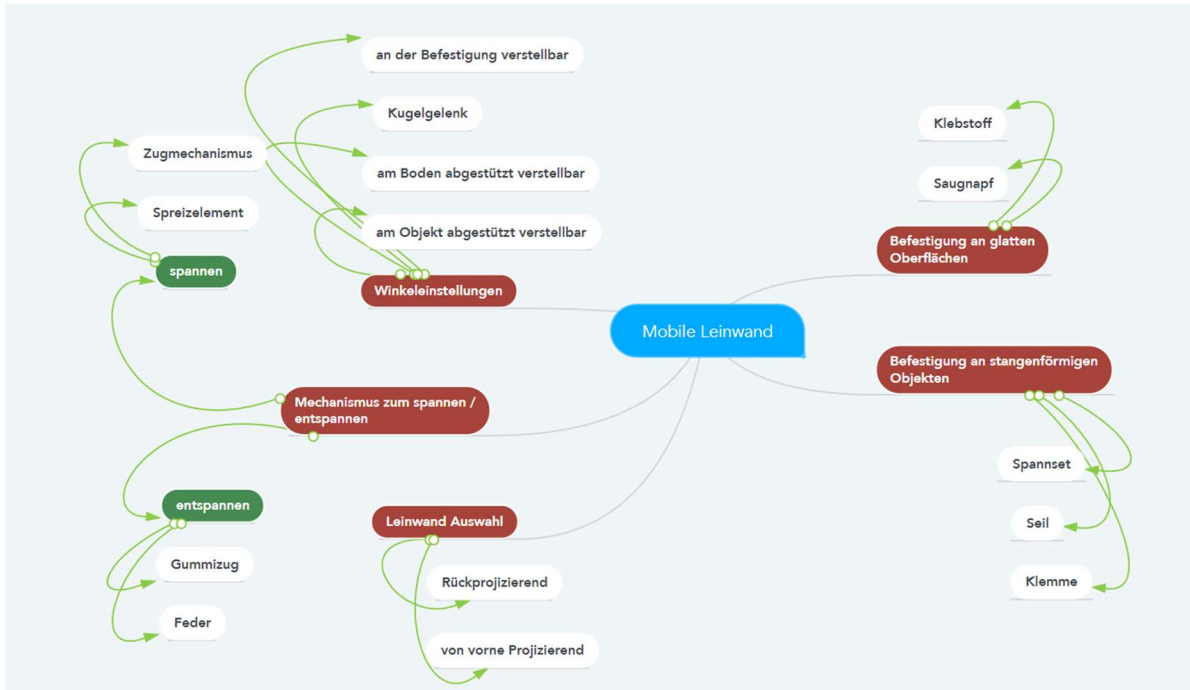 an der Befestigung verstellbar
Kugelgelenk
Zugmechanismus
am Boden abgestützt verstellbar
Spreizelement
am Objekt abgestützt verstellbar
spannen
Winkeleinstellungen
Klebstoff
Saugnapf
Befestigung an glatten
Oberflächen
Mobile Leinwand
Befestigung an stangenförmigen
Objekten
Mechanismus zum spannen /
entspannen
Spannset
Seil
Klemme
entspannen
Gummizug
Feder
Leinwand Auswahl
Rückprojizierend
von vorne Projizierend